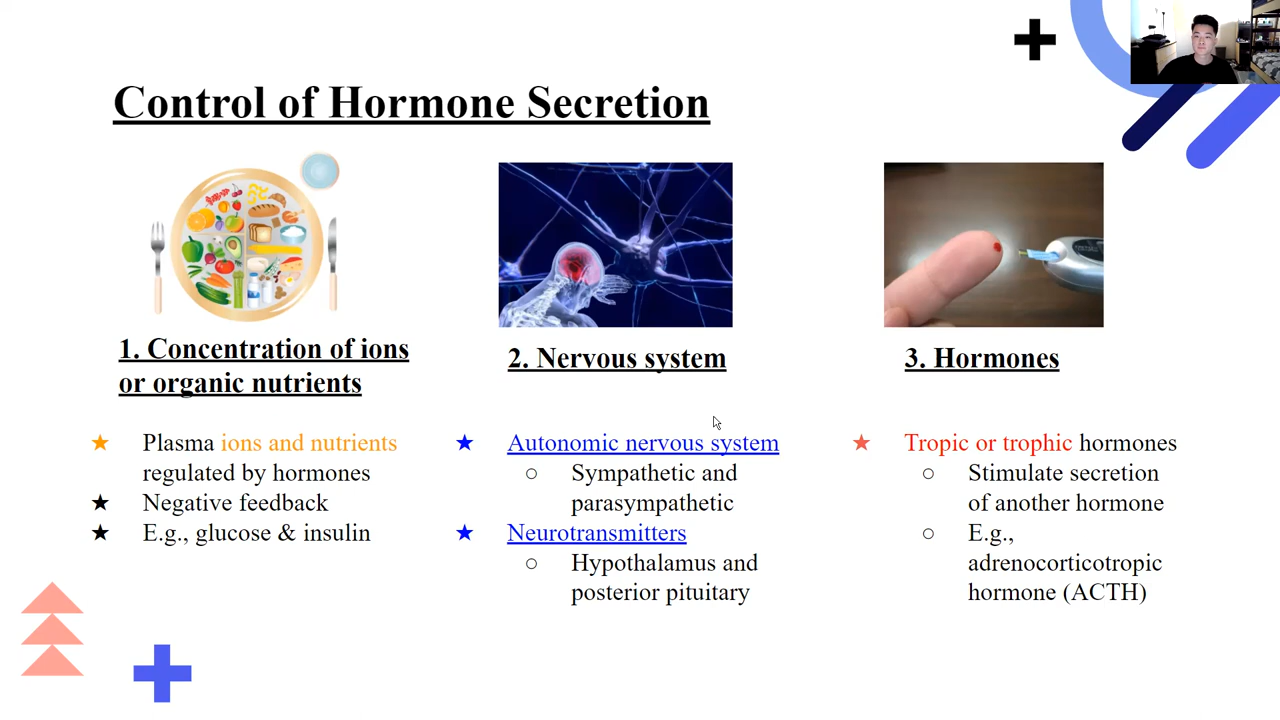 Control of Hormone Secretion
1. Concentration of ions
or organic nutrients
Plasma ions and nutrients
regulated by hormones
Negative feedback
E.g., glucose & insulin
2. Nervous system
Autonomic nervous system
Sympathetic and
parasympathetic
Neurotransmitters
Hypothalamus and
posterior pituitary
3. Hormones
Tropic or trophic hormones
Stimulate secretion
of another hormone
E.g.,
adrenocorticotropic
hormone (ACTH)